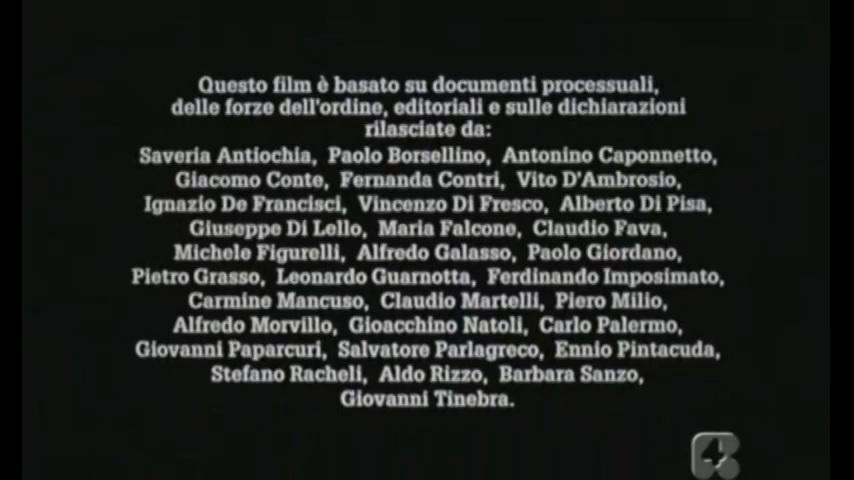 Questo film è basato su documenti processuali,
delle forze dell'ordine, editoriali e sulle dichiarazioni
rilasciate da:
Saveria Antiochia, Paolo Borsellino, Antonino Caponnetto,
Giacomo Conte, Fernanda Contri, Vito D'Ambrosio,
Ignazio De Francisci, Vincenzo Di Fresco, Alberto Di Pisa,
Giuseppe Di Lello, Maria Falcone, Claudio Fava,
Michele Figurelli, Alfredo Galasso, Paolo Giordano,
Pietro Grasso, Leonardo Guarnotta, Ferdinando Imposimato,
Carmine Mancuso, Claudio Martelli, Piero Milio,
Alfredo Morvillo, Gioacchino Natoli, Carlo Palermo,
Giovanni Paparcuri, Salvatore Parlagreco, Ennio Pintacuda,
Stefano Racheli, Aldo Rizzo, Barbara Sanzo,
Giovanni Tinebra.
4